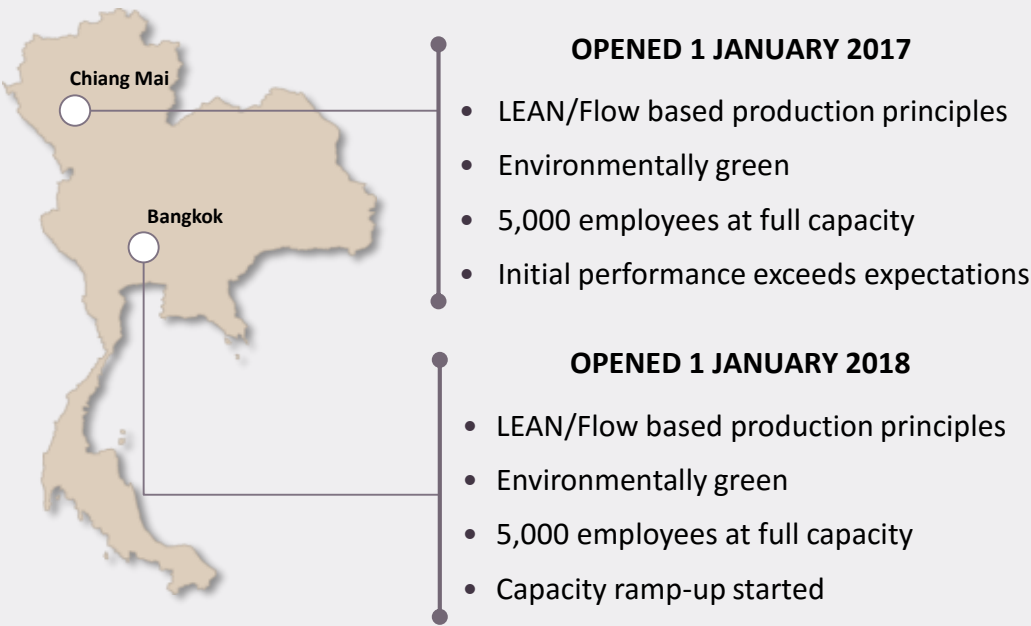 Chiang Mai
Bangkok
OPENED 1 JANUARY 2017
• LEAN/Flow based production principles
• Environmentally green
• 5,000 employees at full capacity
• Initial performance exceeds expectations
OPENED 1 JANUARY 2018
• LEAN/Flow based production principles
• Environmentally green
• 5,000 employees at full capacity
• Capacity ramp-up started